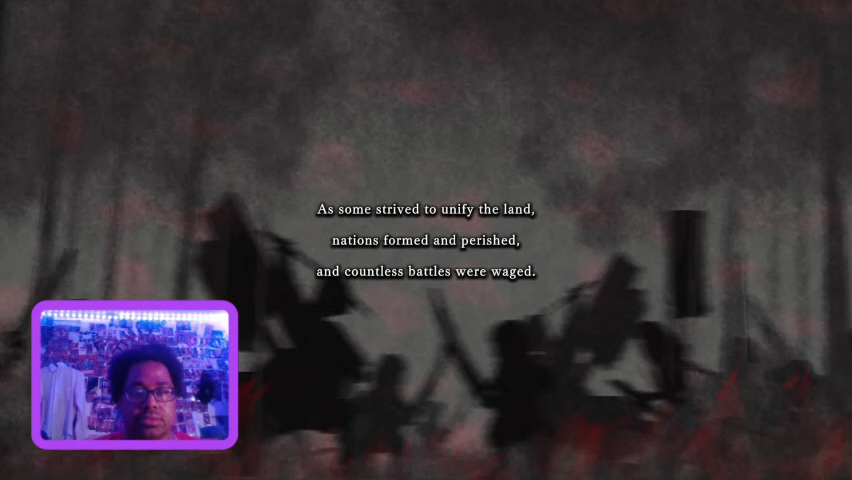 As some strived to unify the land,
nations formed and perished,
and countless battles were waged.